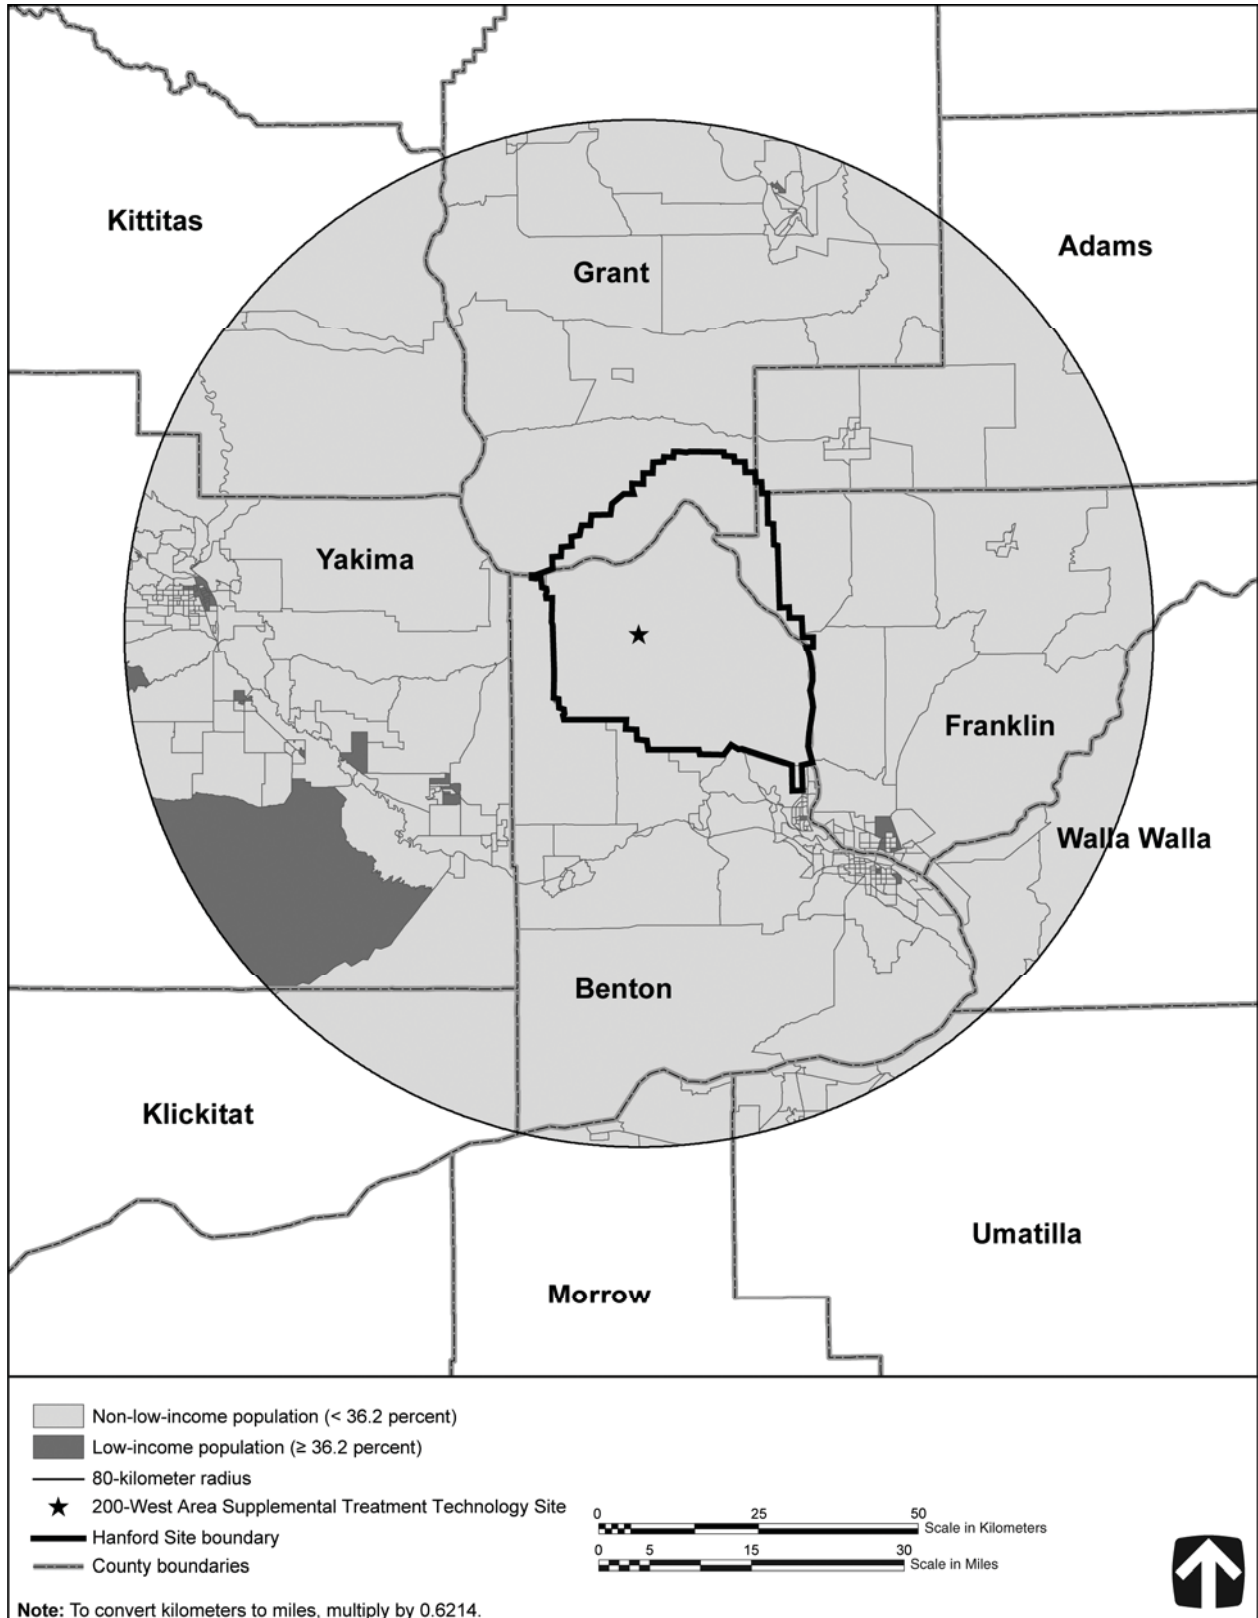 Kittitas
Adams
Grant
Yakima
Franklin
Walla Walla
Benton
Klickitat
Umatilla
Morrow
Non-low-income population (< 36.2 percent)
Low-income population (≥ 36.2 percent)
80-kilometer radius
200-West Area Supplemental Treatment Technology Site
Hanford Site boundary
County boundaries
0 25 50
Scale in Kilometers
0 5 15 30
Scale in Miles
Note: To convert kilometers to miles, multiply by 0.6214.